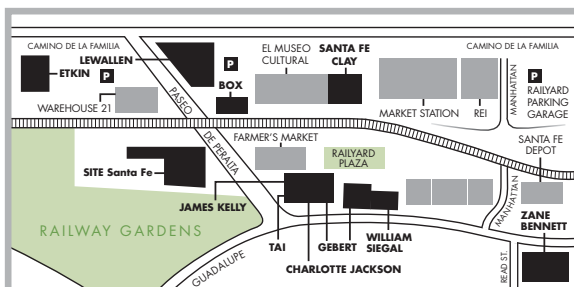 CAMINO DE LA FAMILIA
LEWALLEN
ETKIN
P
WAREHOUSE 21
PASEO
DE PERALTA
P
BOX
EL MUSEO
CULTURAL
SANTA FE
CLAY
CAMINO DE LA FAMILIA
MARKET STATION
REI
MANHATTAN
P
RAILYARD
PARKING
GARAGE
FARMER'S MARKET
RAILYARD
PLAZA
SANTA FE
DEPOT
SITE Santa Fe
JAMES KELLY
RAILWAY GARDENS
TAI
GEBERT
WILLIAM
SIEGAL
CHARLOTTE JACKSON
GUADALUPE
MANHATTAN
ZANE
BENNETT
READ ST.